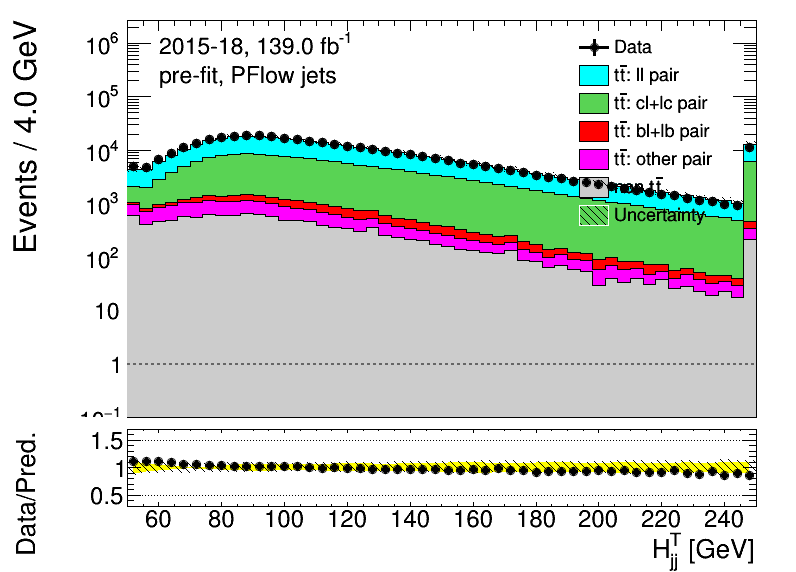 Events / 4.0 GeV
10⁶
10⁵
10⁴
10³
10²
10
1
10⁻¹
2015-18, 139.0 fb⁻¹
pre-fit, PFlow jets
Data
tt̄: ll pair
tt̄: cl+lc pair
tt̄: bl+lb pair
tt̄: other pair
non tt̄
Uncertainty
Data/Pred.
1.5
1
0.5
60 80 100 120 140 160 180 200 220 240
H^T_jj [GeV]